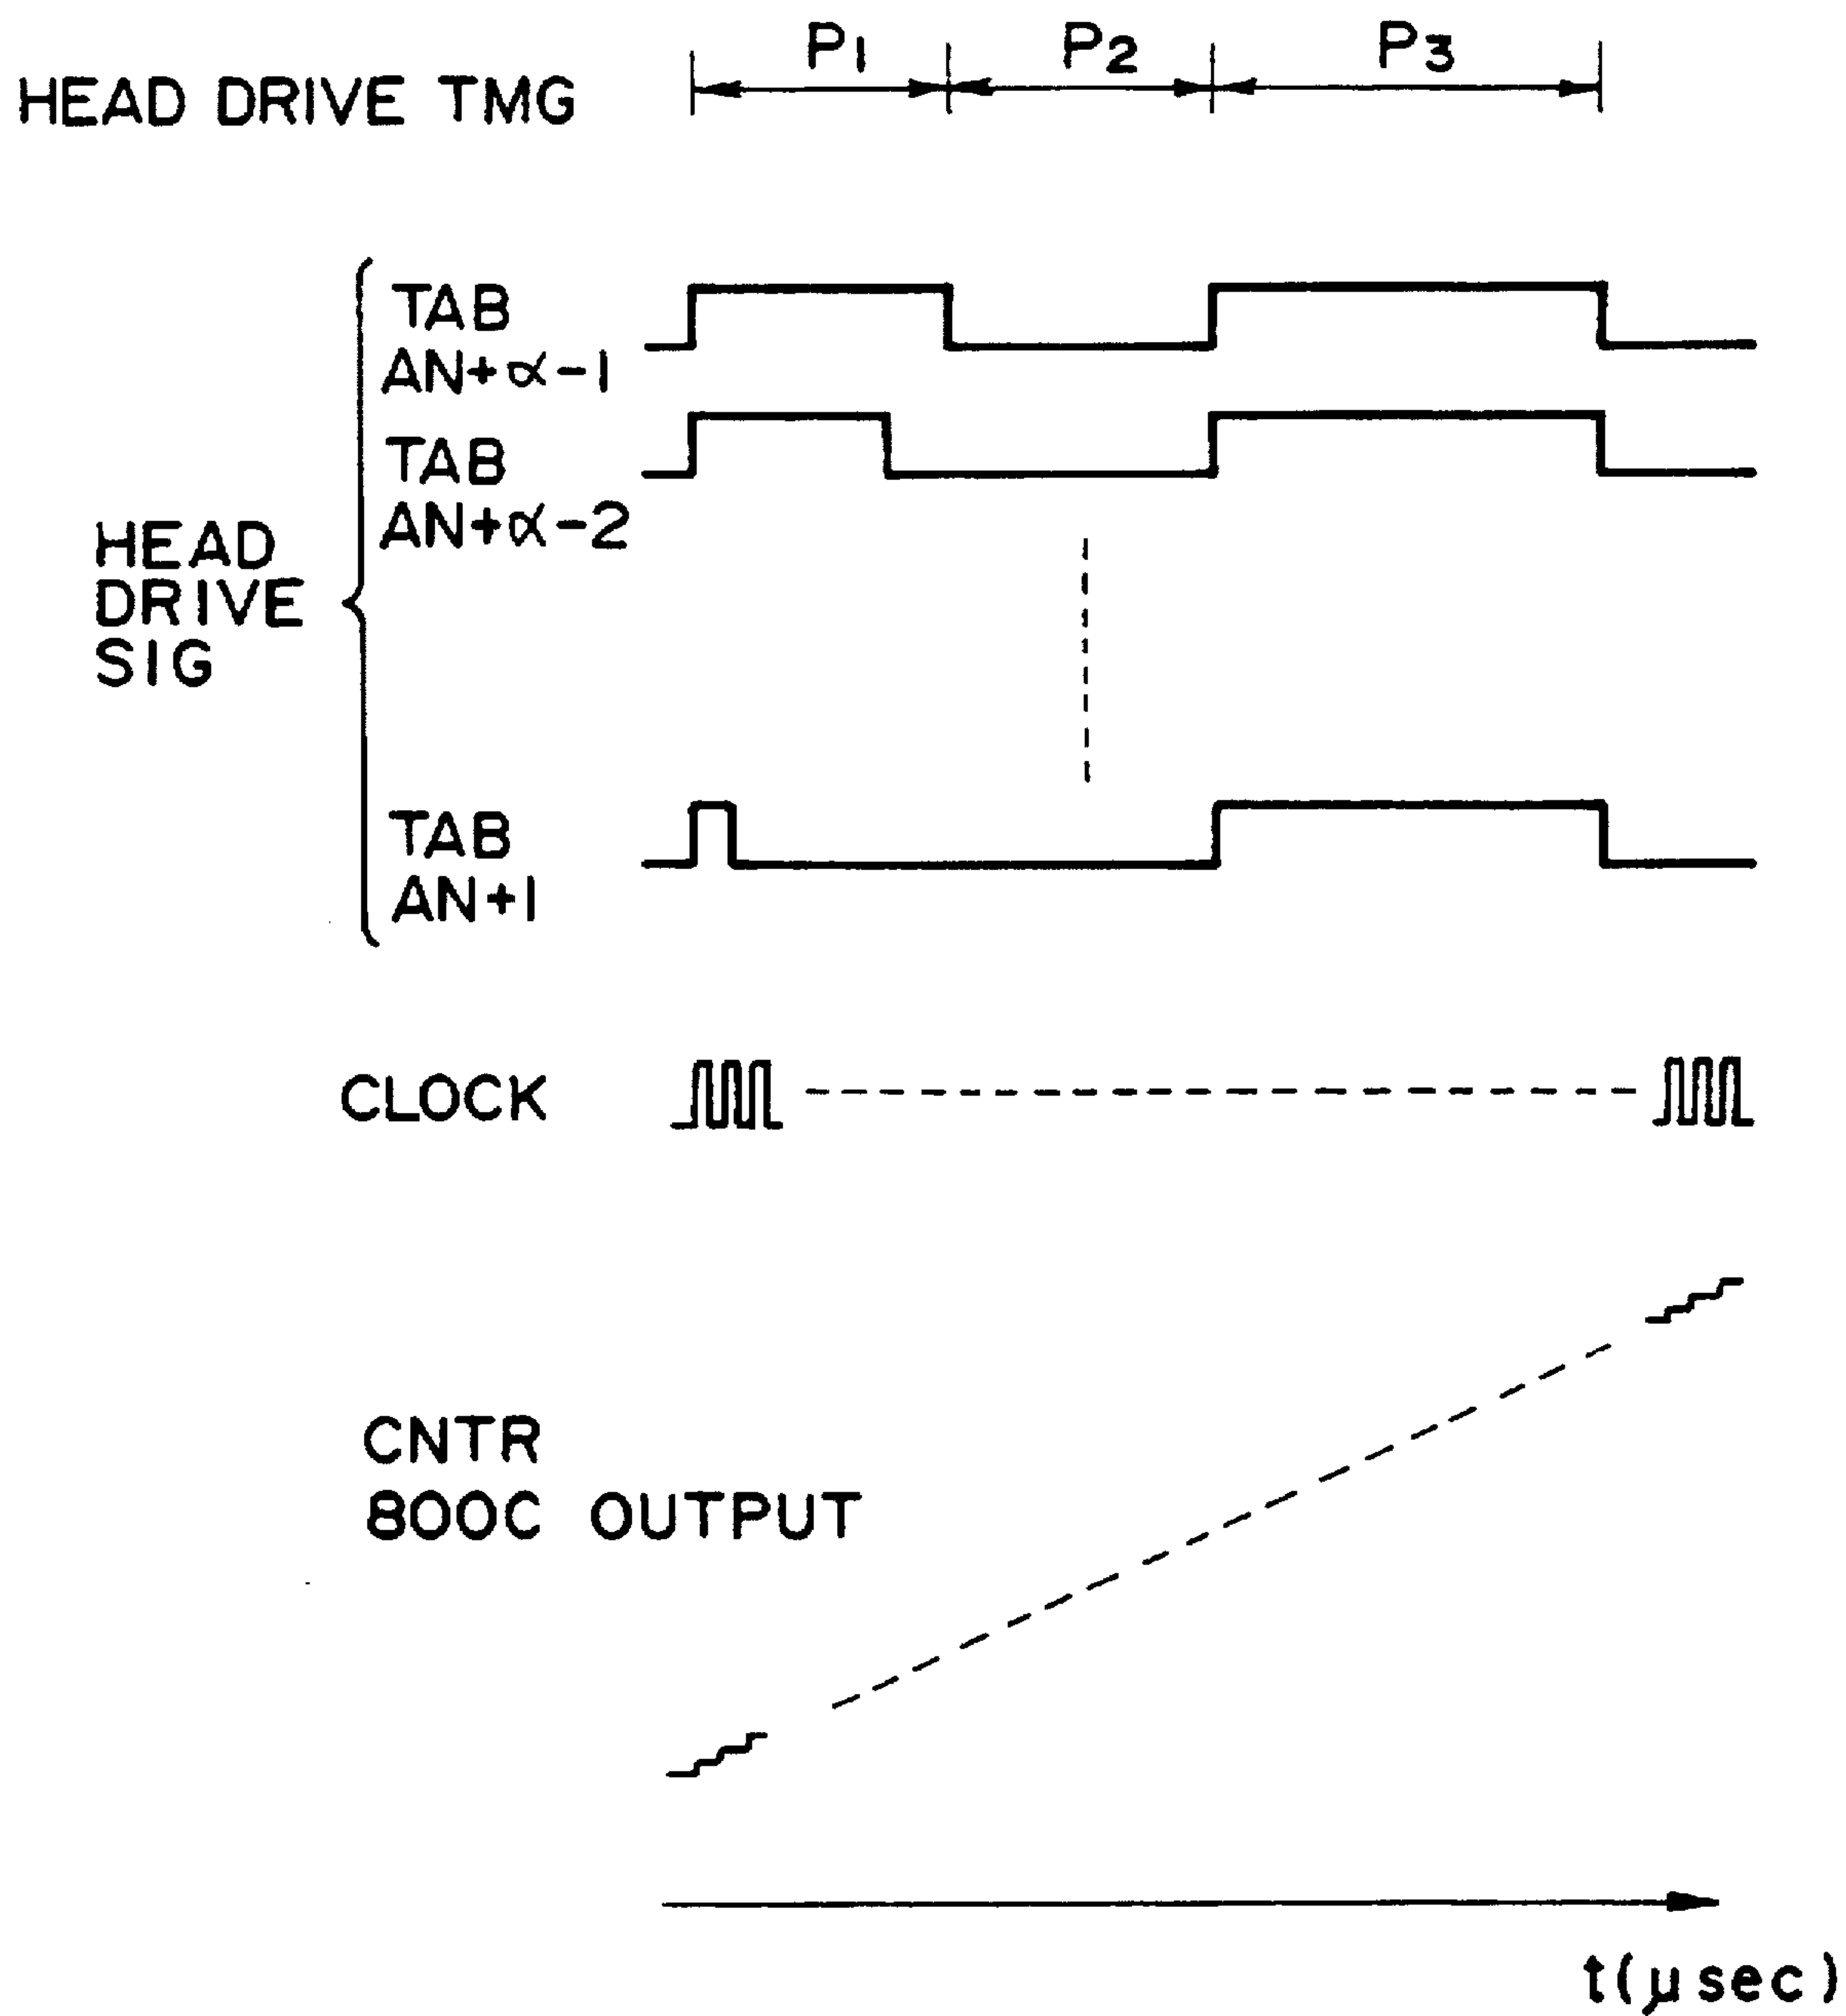 P1 P2 P3
HEAD DRIVE TMG
TAB
AN+α-1
TAB
AN+α-2
HEAD
DRIVE
SIG
TAB
AN+1
CLOCK
CNTR
800C OUTPUT
t(μsec)